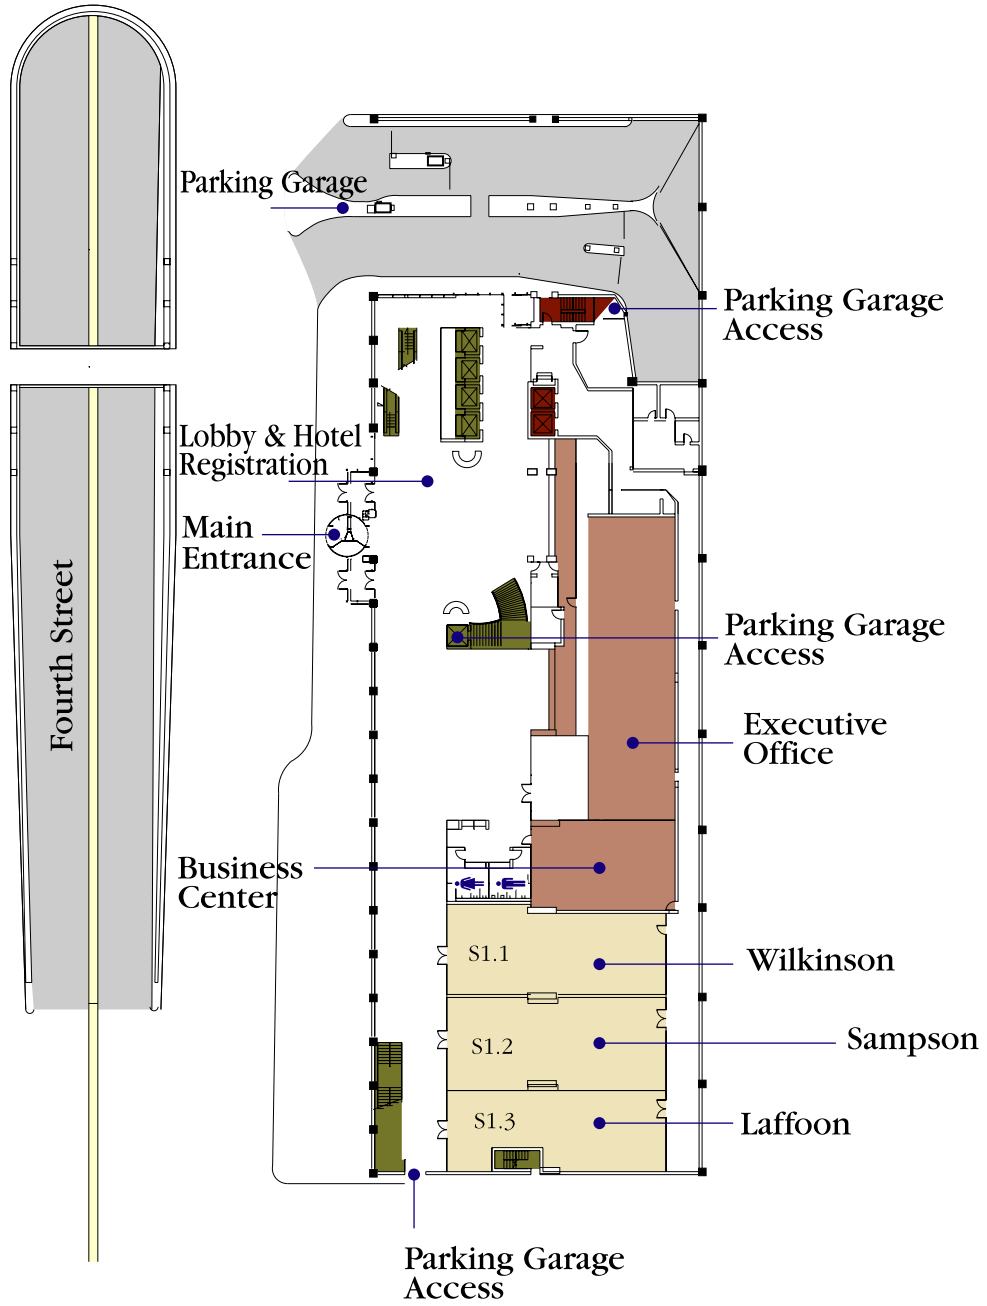 Parking Garage
Parking Garage
Access
Lobby & Hotel
Registration
Main
Entrance
Fourth Street
Parking Garage
Access
Executive
Office
Business
Center
S1.1
Wilkinson
S1.2
Sampson
S1.3
Laffoon
Parking Garage
Access